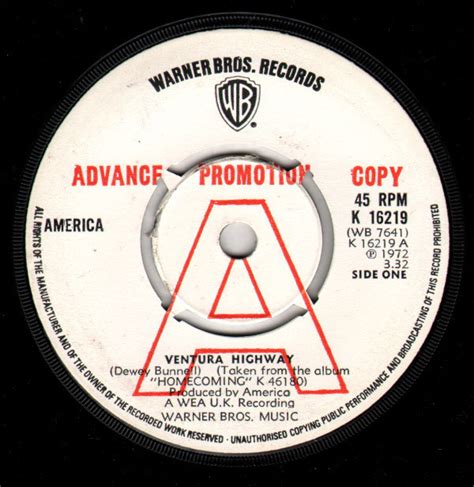 WARNER BROS. RECORDS
WB
®
ADVANCE PROMOTION COPY
A
AMERICA
45 RPM
K 16219
(WB 7641)
K 16219 A
℗ 1972
3.32
SIDE ONE
VENTURA HIGHWAY
(Dewey Bunnell) (Taken from the album
"HOMECOMING" K 46180)
Produced by America
A WEA U.K. Recording
WARNER BROS. MUSIC
ALL RIGHTS OF THE MANUFACTURER AND OF THE OWNER OF THE RECORDED WORK RESERVED · UNAUTHORISED COPYING PUBLIC PERFORMANCE AND BROADCASTING OF THIS RECORD PROHIBITED